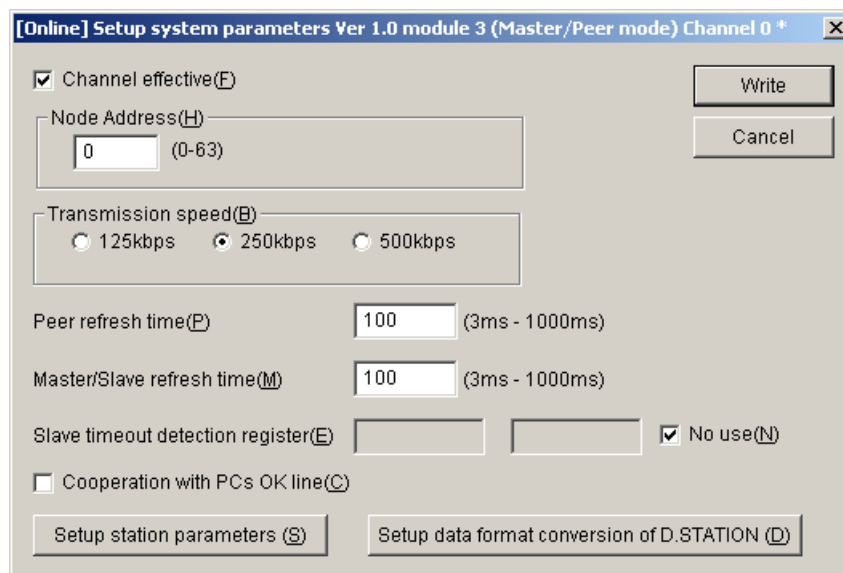 [Online] Setup system parameters Ver 1.0 module 3 (Master/Peer mode) Channel 0 *
Channel effective(F)
Write
Node Address(H)
0 (0-63)
Cancel
Transmission speed(B)
125kbps 250kbps 500kbps
Peer refresh time(P) 100 (3ms - 1000ms)
Master/Slave refresh time(M) 100 (3ms - 1000ms)
Slave timeout detection register(E) No use(N)
Cooperation with PCs OK line(C)
Setup station parameters (S) Setup data format conversion of D.STATION (D)